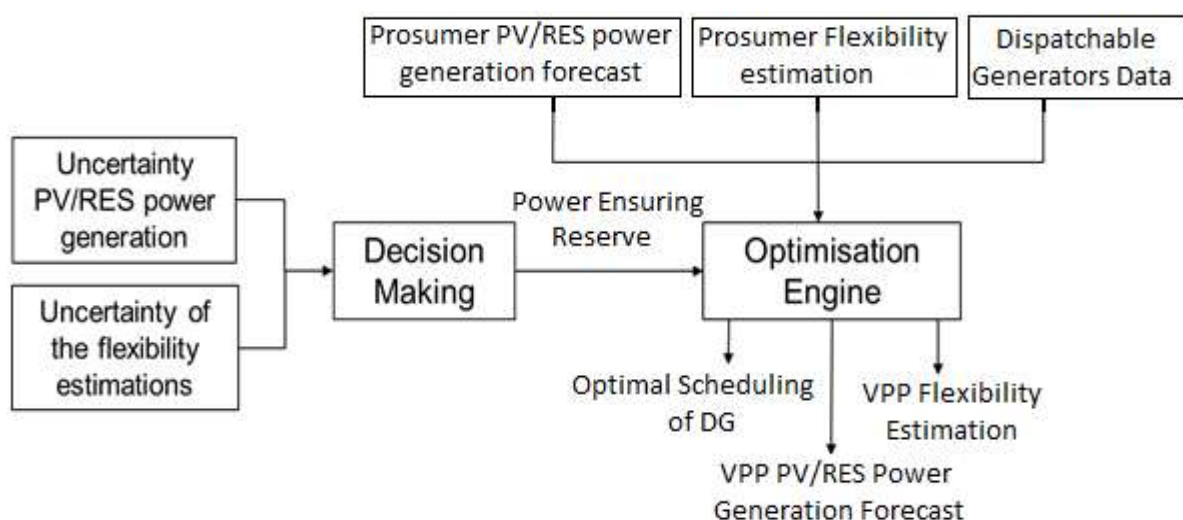 Prosumer PV/RES power
generation forecast
Prosumer Flexibility
estimation
Dispatchable
Generators Data
Uncertainty
PV/RES power
generation
Uncertainty of
the flexibility
estimations
Decision
Making
Power Ensuring
Reserve
Optimisation
Engine
Optimal Scheduling
of DG
VPP Flexibility
Estimation
VPP PV/RES Power
Generation Forecast